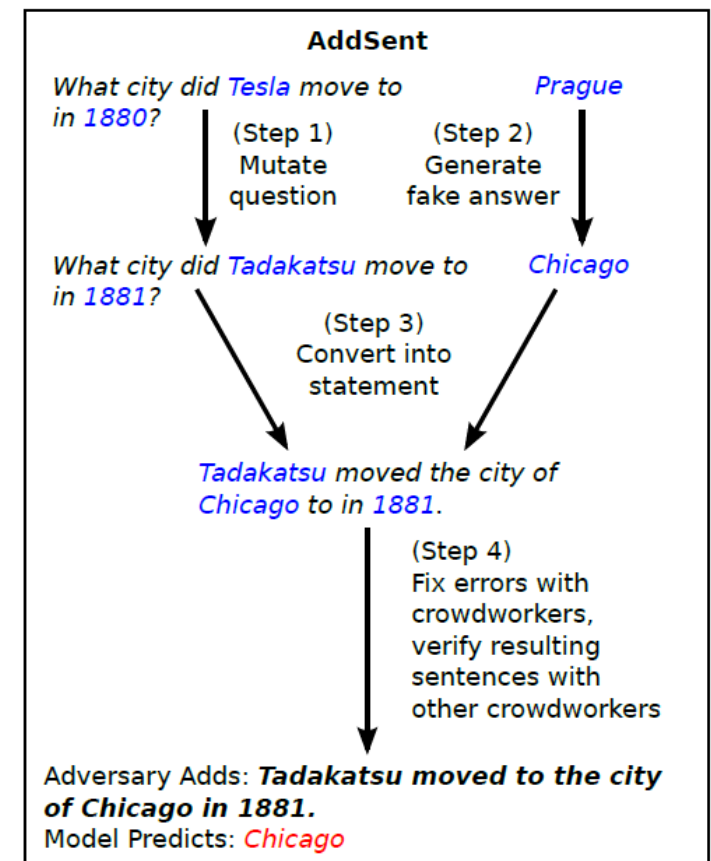 AddSent
What city did Tesla move to
in 1880?
Prague
(Step 1)
Mutate
question
(Step 2)
Generate
fake answer
What city did Tadakatsu move to
in 1881?
Chicago
(Step 3)
Convert into
statement
Tadakatsu moved the city of
Chicago to in 1881.
(Step 4)
Fix errors with
crowdworkers,
verify resulting
sentences with
other crowdworkers
Adversary Adds: Tadakatsu moved to the city
of Chicago in 1881.
Model Predicts: Chicago